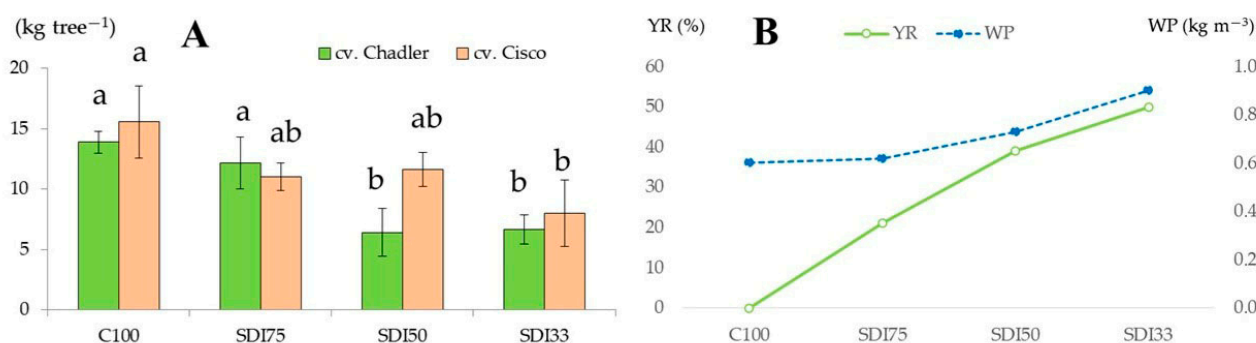 (kg tree⁻¹)
A
cv. Chadler
cv. Cisco
20
15
10
5
0
a
a
a
ab
b
ab
b
b
C100
SDI75
SDI50
SDI33
YR (%)
B
YR
WP
WP (kg m⁻³)
60
50
40
30
20
10
0
1.0
0.8
0.6
0.4
0.2
0.0
C100
SDI75
SDI50
SDI33